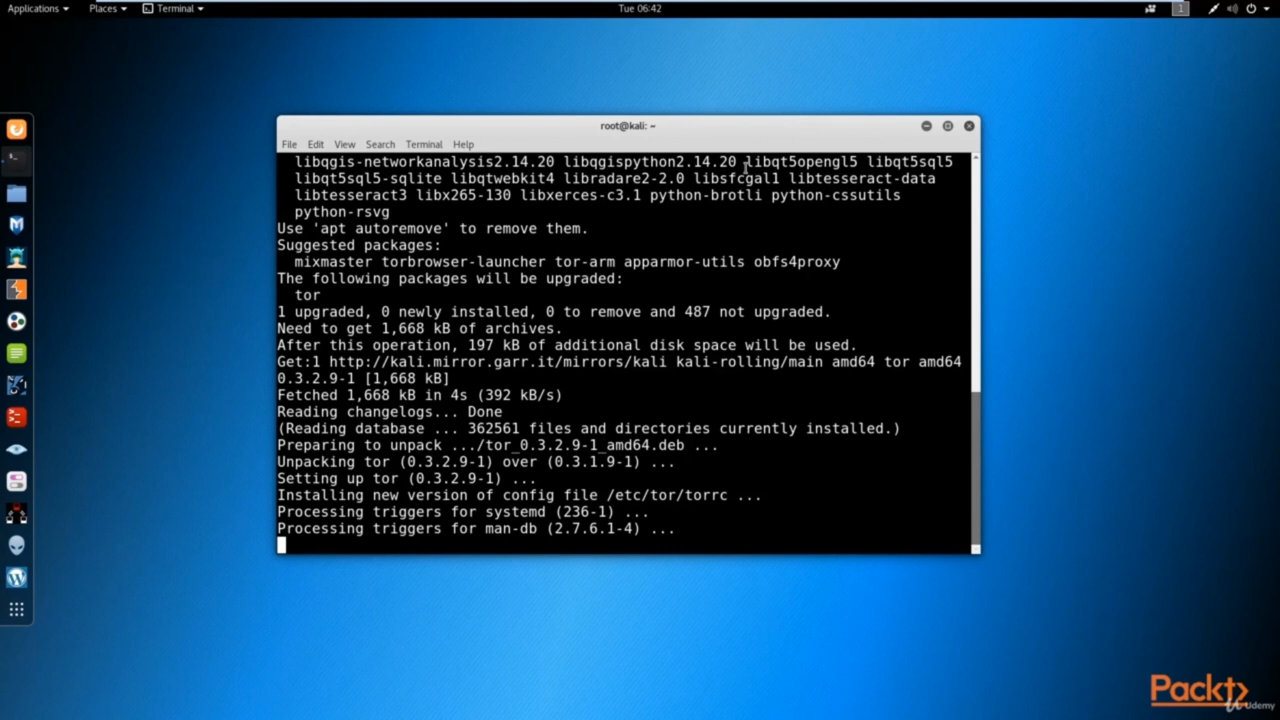 Applications Places Terminal Tue 06:42 1
root@kali: ~
File Edit View Search Terminal Help
libqgis-networkanalysis2.14.20 libqgispython2.14.20 libqt5opengl5 libqt5sql5
libqt5sql5-sqlite libqtwebkit4 libradare2-2.0 libsfcgal1 libtesseract-data
libtesseract3 libx265-130 libxerces-c3.1 python-brotli python-cssutils
python-rsvg
Use 'apt autoremove' to remove them.
Suggested packages:
mixmaster torbrowser-launcher tor-arm apparmor-utils obfs4proxy
The following packages will be upgraded:
tor
1 upgraded, 0 newly installed, 0 to remove and 487 not upgraded.
Need to get 1,668 kB of archives.
After this operation, 197 kB of additional disk space will be used.
Get:1 http://kali.mirror.garr.it/mirrors/kali kali-rolling/main amd64 tor amd64
0.3.2.9-1 [1,668 kB]
Fetched 1,668 kB in 4s (392 kB/s)
Reading changelogs... Done
(Reading database ... 362561 files and directories currently installed.)
Preparing to unpack .../tor_0.3.2.9-1_amd64.deb ...
Unpacking tor (0.3.2.9-1) over (0.3.1.9-1) ...
Setting up tor (0.3.2.9-1) ...
Installing new version of config file /etc/tor/torrc ...
Processing triggers for systemd (236-1) ...
Processing triggers for man-db (2.7.6.1-4) ...
Packt
Udemy